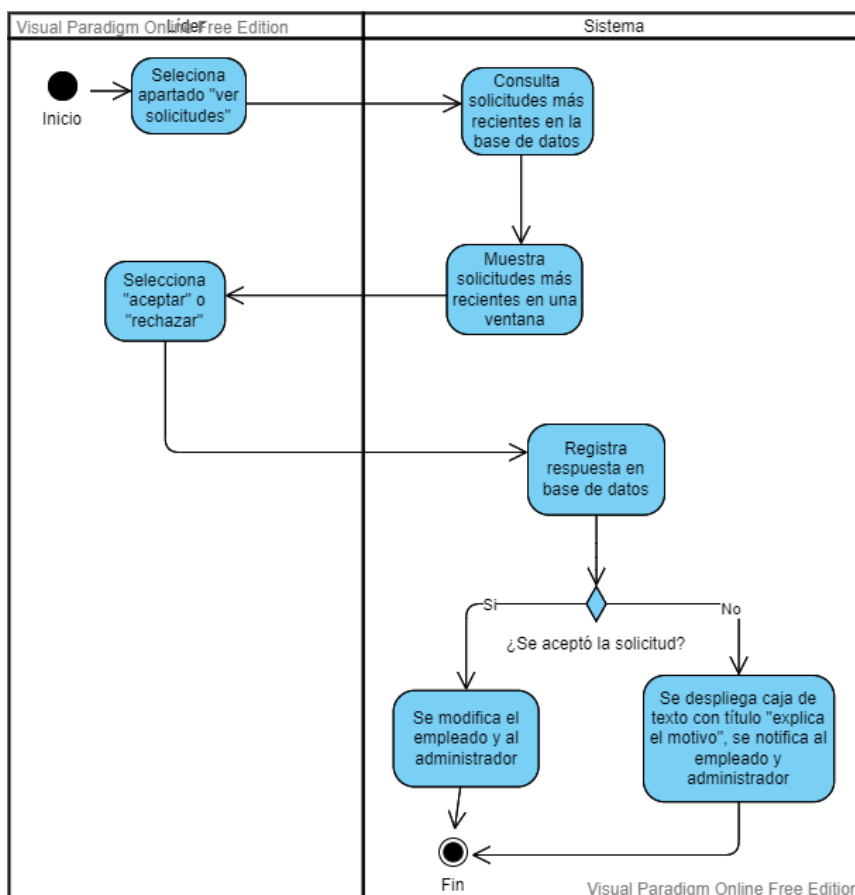 Visual Paradigm Online Free Edition
Líder
Sistema
Inicio
Seleciona
apartado "ver
solicitudes"
Consulta
solicitudes más
recientes en la
base de datos
Muestra
solicitudes más
recientes en una
ventana
Selecciona
"aceptar" o
"rechazar"
Registra
respuesta en
base de datos
Si
No
¿Se aceptó la solicitud?
Se modifica el
empleado y al
administrador
Se despliega caja de
texto con título "explica
el motivo", se notifica al
empleado y
administrador
Fin
Visual Paradigm Online Free Edition